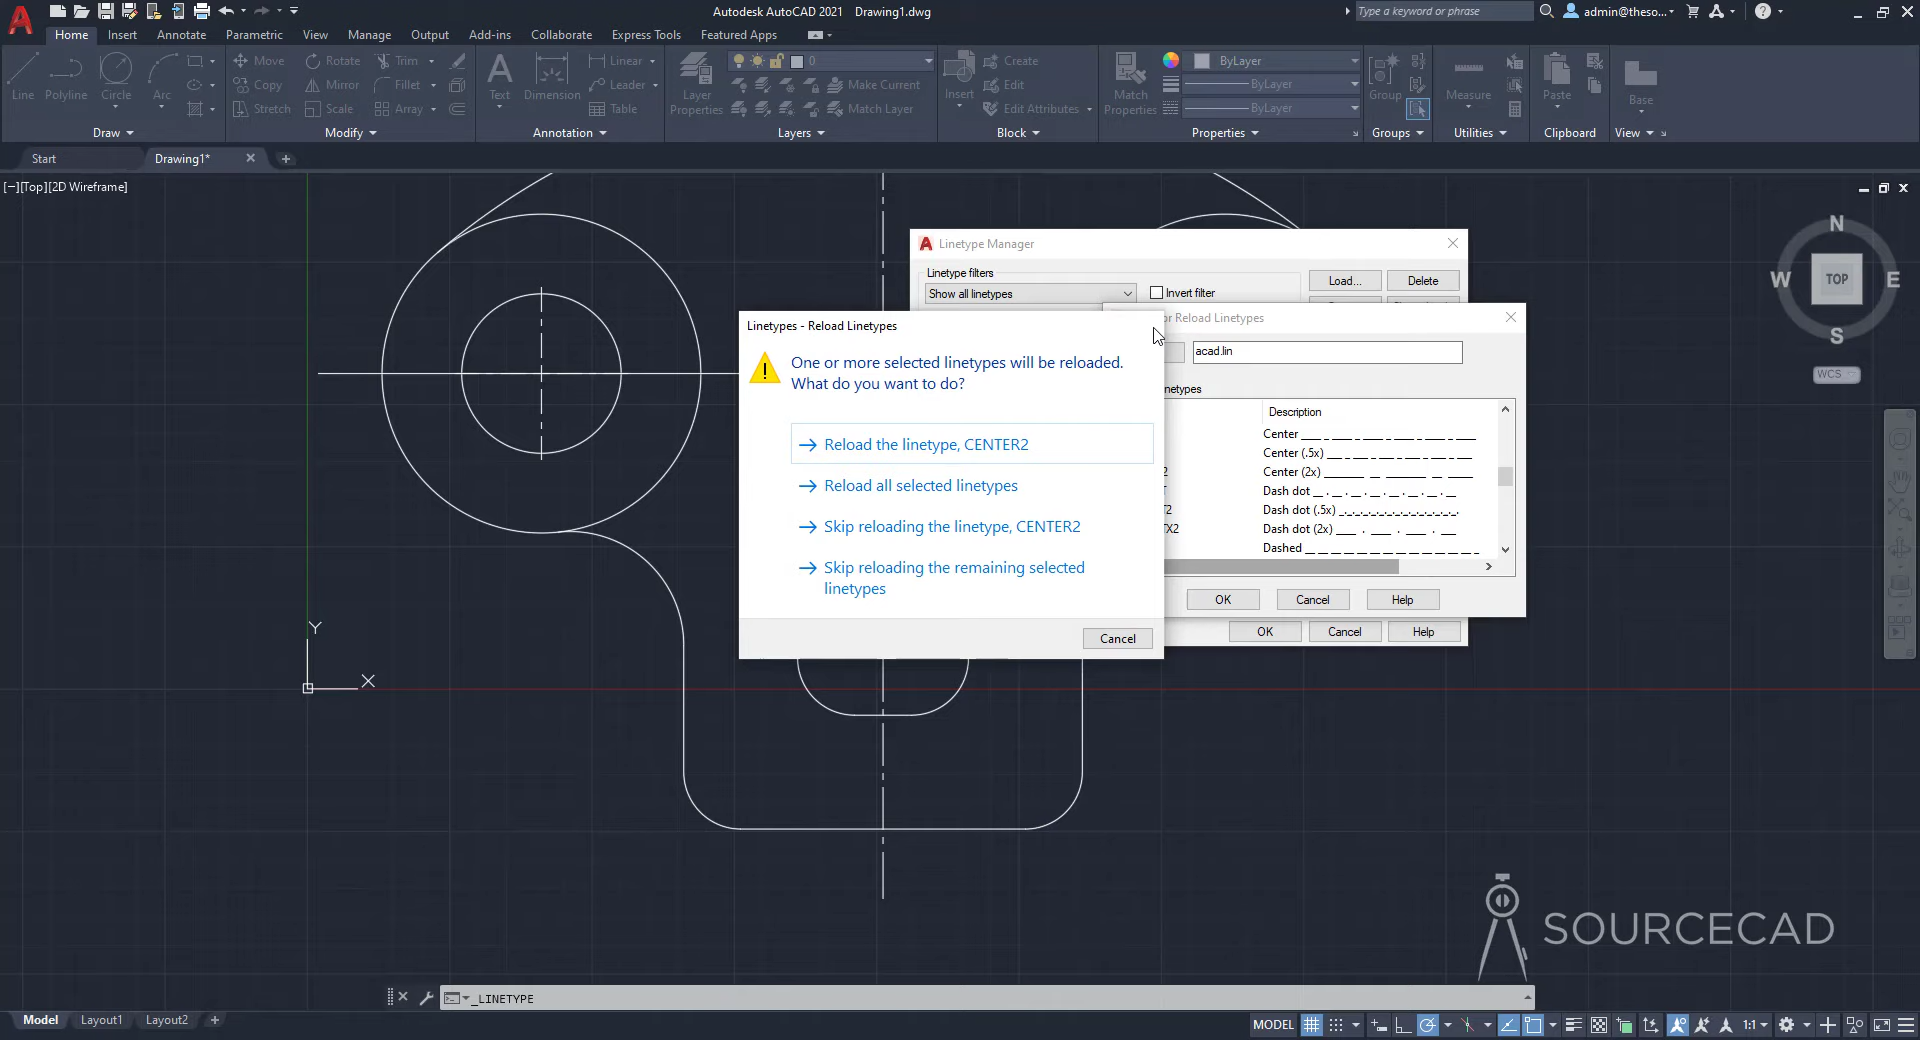 Autodesk AutoCAD 2021 Drawing1.dwg
Type a keyword or phrase
admin@theso...
Home Insert Annotate Parametric View Manage Output Add-ins Collaborate Express Tools Featured Apps
Line
Polyline
Circle
Arc
Move
Copy
Stretch
Rotate
Mirror
Scale
Trim
Fillet
Array
Text
Dimension
Linear
Leader
Table
Layer
Properties
0
Make Current
Match Layer
Insert
Create
Edit
Edit Attributes
Match
Properties
ByLayer
ByLayer
ByLayer
Group
Measure
Paste
Base
Draw Modify Annotation Layers Block Properties Groups Utilities Clipboard View
Start Drawing1*
[−][Top][2D Wireframe]
N
W TOP E
S
WCS
Linetype Manager
Linetype filters
Show all linetypes
Invert filter
Load... Delete
or Reload Linetypes
acad.lin
netypes
Description
Center
Center (.5x)
2 Center (2x)
T Dash dot
T2 Dash dot (.5x)
TX2 Dash dot (2x)
Dashed
OK Cancel Help
OK Cancel Help
Linetypes - Reload Linetypes
One or more selected linetypes will be reloaded.
What do you want to do?
Reload the linetype, CENTER2
Reload all selected linetypes
Skip reloading the linetype, CENTER2
Skip reloading the remaining selected
linetypes
Cancel
Y
X
SOURCECAD
_LINETYPE
Model Layout1 Layout2
MODEL
1:1